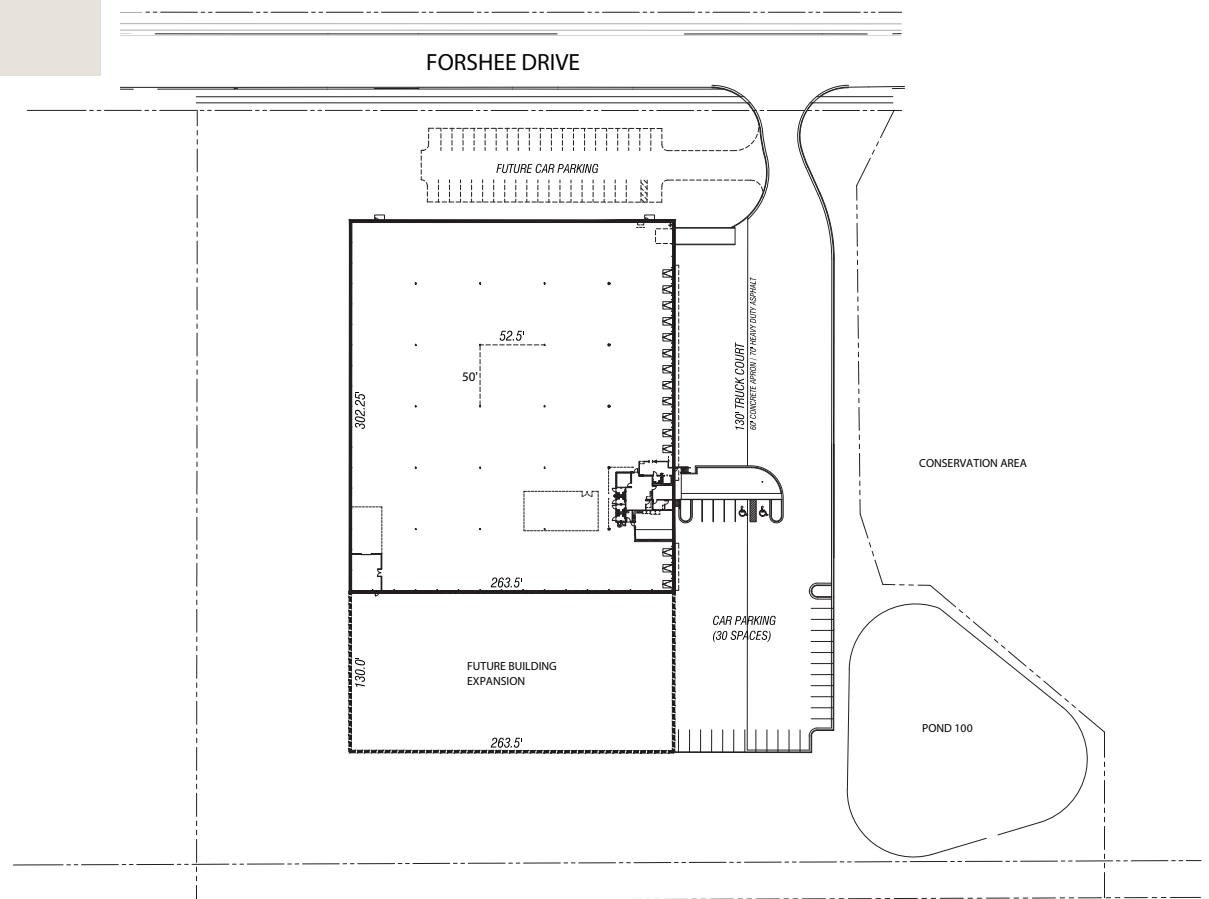 FORSHEE DRIVE
FUTURE CAR PARKING
52.5'
50'
302.25'
130' TRUCK COURT
60' CONCRETE APRON | 70' HEAVY DUTY ASPHALT
CONSERVATION AREA
263.5'
CAR PARKING
(30 SPACES)
130.0'
FUTURE BUILDING
EXPANSION
POND 100
263.5'